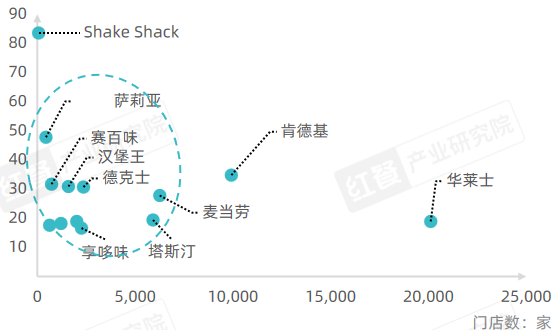 90
Shake Shack
80
70
60
萨莉亚
50
赛百味
肯德基
汉堡王
40
德克士
华莱士
30
麦当劳
20
10
享哆味
塔斯汀
0
5,000
10,000
15,000
20,000
25,000
门店数：家
红餐产业研究院